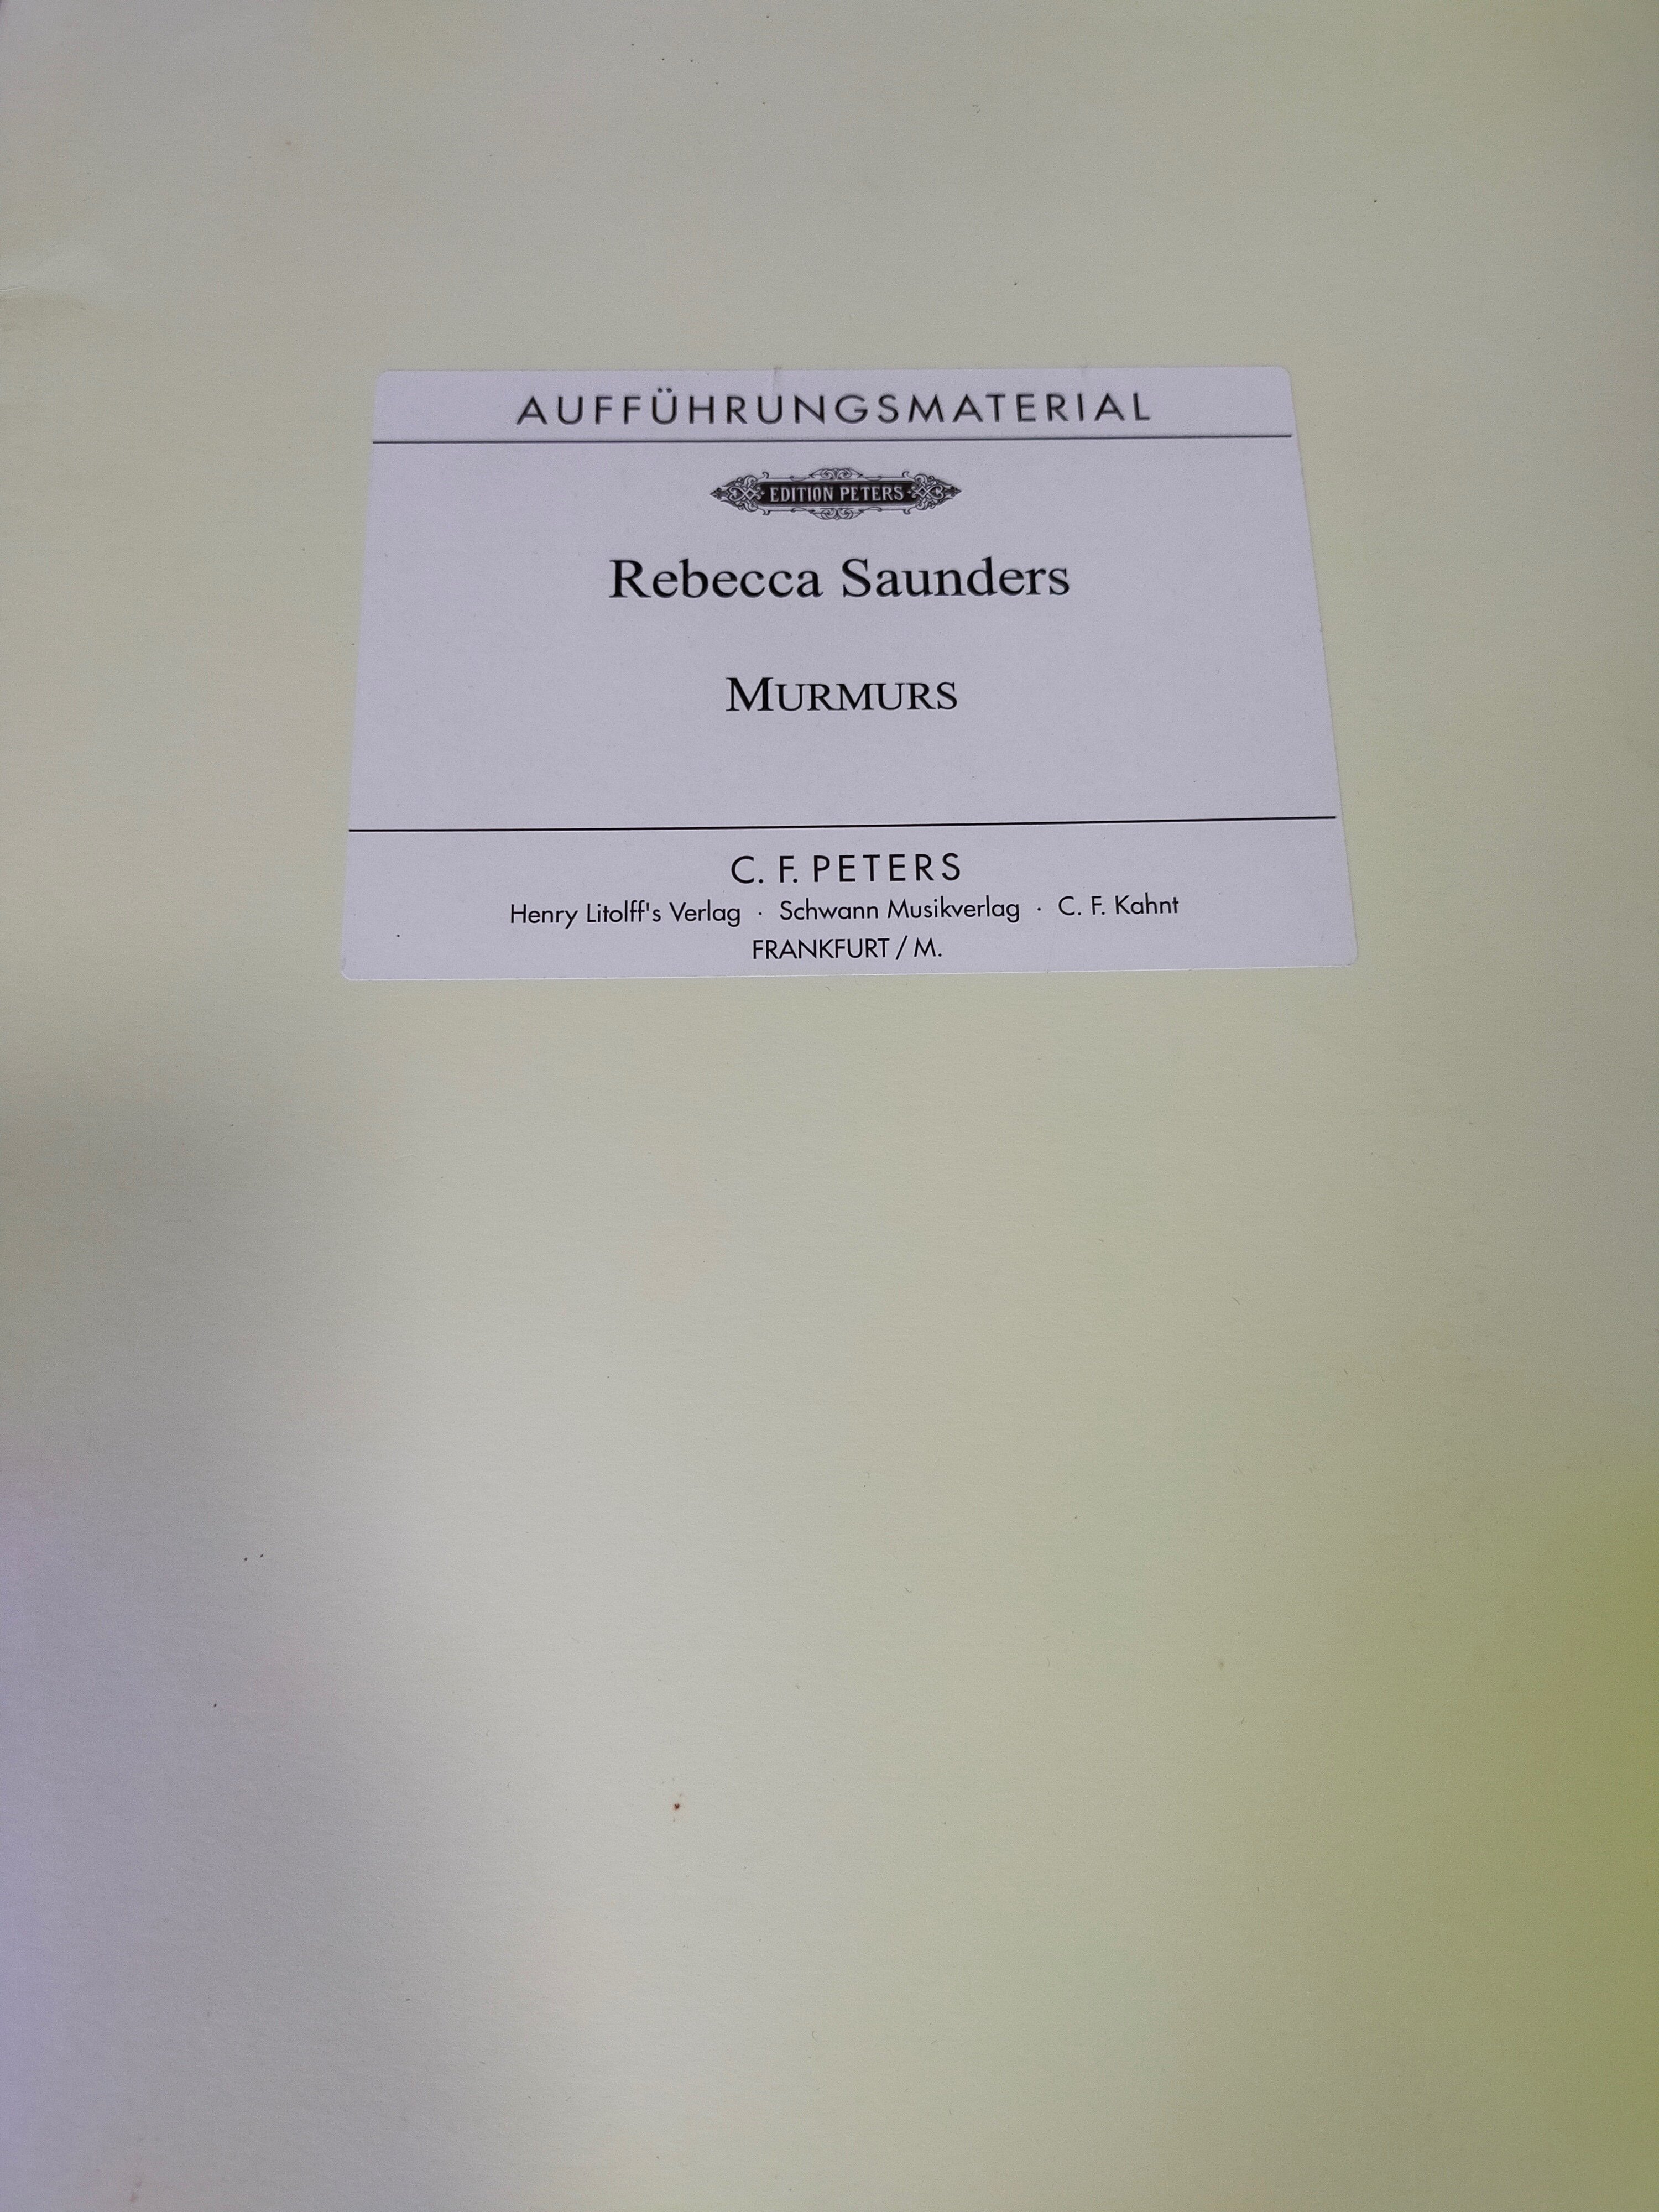 AUFFÜHRUNGSMATERIAL
EDITION PETERS
Rebecca Saunders
MURMURS
C. F. PETERS
Henry Litolff's Verlag · Schwann Musikverlag · C. F. Kahnt
FRANKFURT / M.